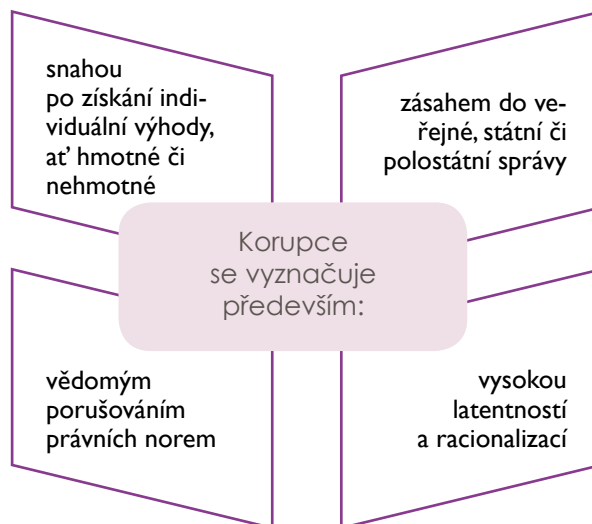 snahou
po získání indi-
viduální výhody,
ať hmotné či
nehmotné
zásahem do ve-
řejné, státní či
polostátní správy
Korupce
se vyznačuje
především:
vědomým
porušováním
právních norem
vysokou
latentností
a racionalizací